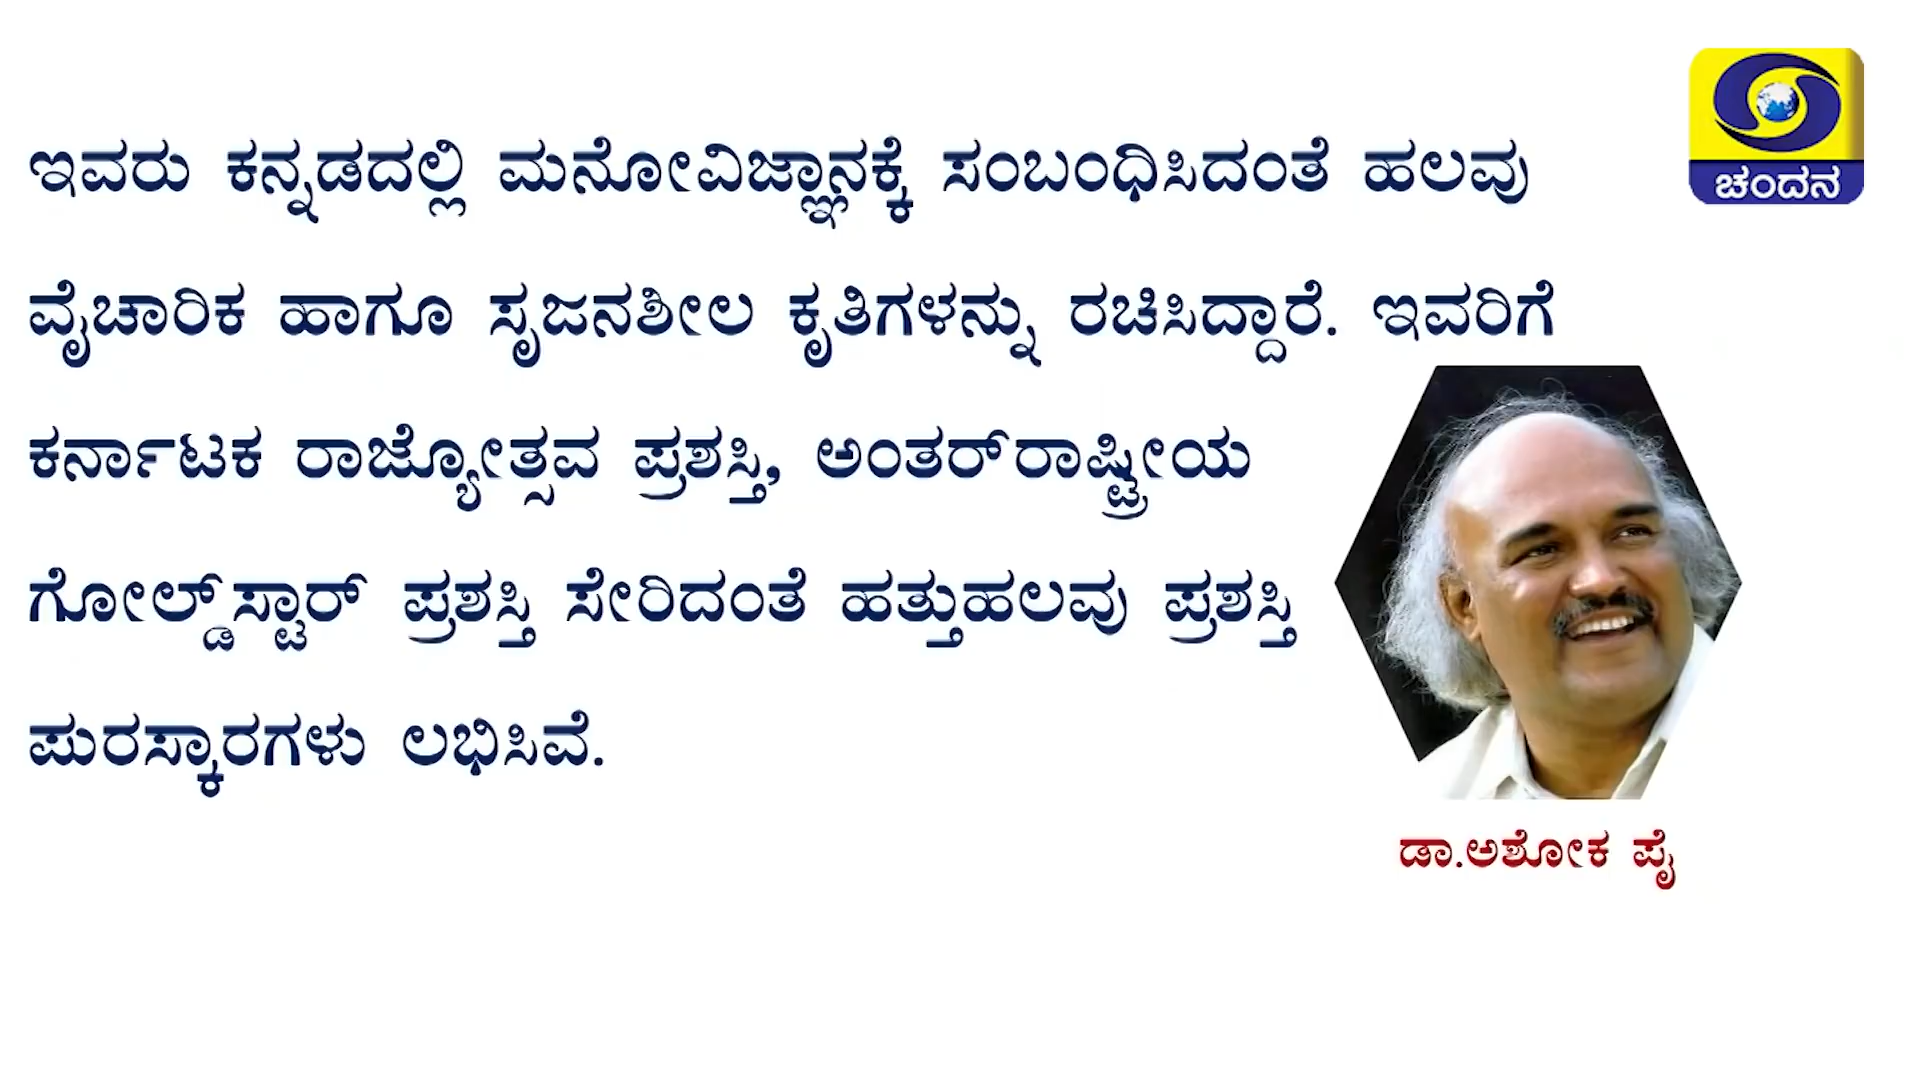 ಚಂದನ
ಇವರು ಕನ್ನಡದಲ್ಲಿ ಮನೋವಿಜ್ಞಾನಕ್ಕೆ ಸಂಬಂಧಿಸಿದಂತೆ ಹಲವು
ವೈಚಾರಿಕ ಹಾಗೂ ಸೃಜನಶೀಲ ಕೃತಿಗಳನ್ನು ರಚಿಸಿದ್ದಾರೆ. ಇವರಿಗೆ
ಕರ್ನಾಟಕ ರಾಜ್ಯೋತ್ಸವ ಪ್ರಶಸ್ತಿ, ಅಂತರ್‌ರಾಷ್ಟ್ರೀಯ
ಗೋಲ್ಡ್‌ಸ್ಟಾರ್ ಪ್ರಶಸ್ತಿ ಸೇರಿದಂತೆ ಹತ್ತುಹಲವು ಪ್ರಶಸ್ತಿ
ಪುರಸ್ಕಾರಗಳು ಲಭಿಸಿವೆ.
ಡಾ.ಅಶೋಕ ಪೈ